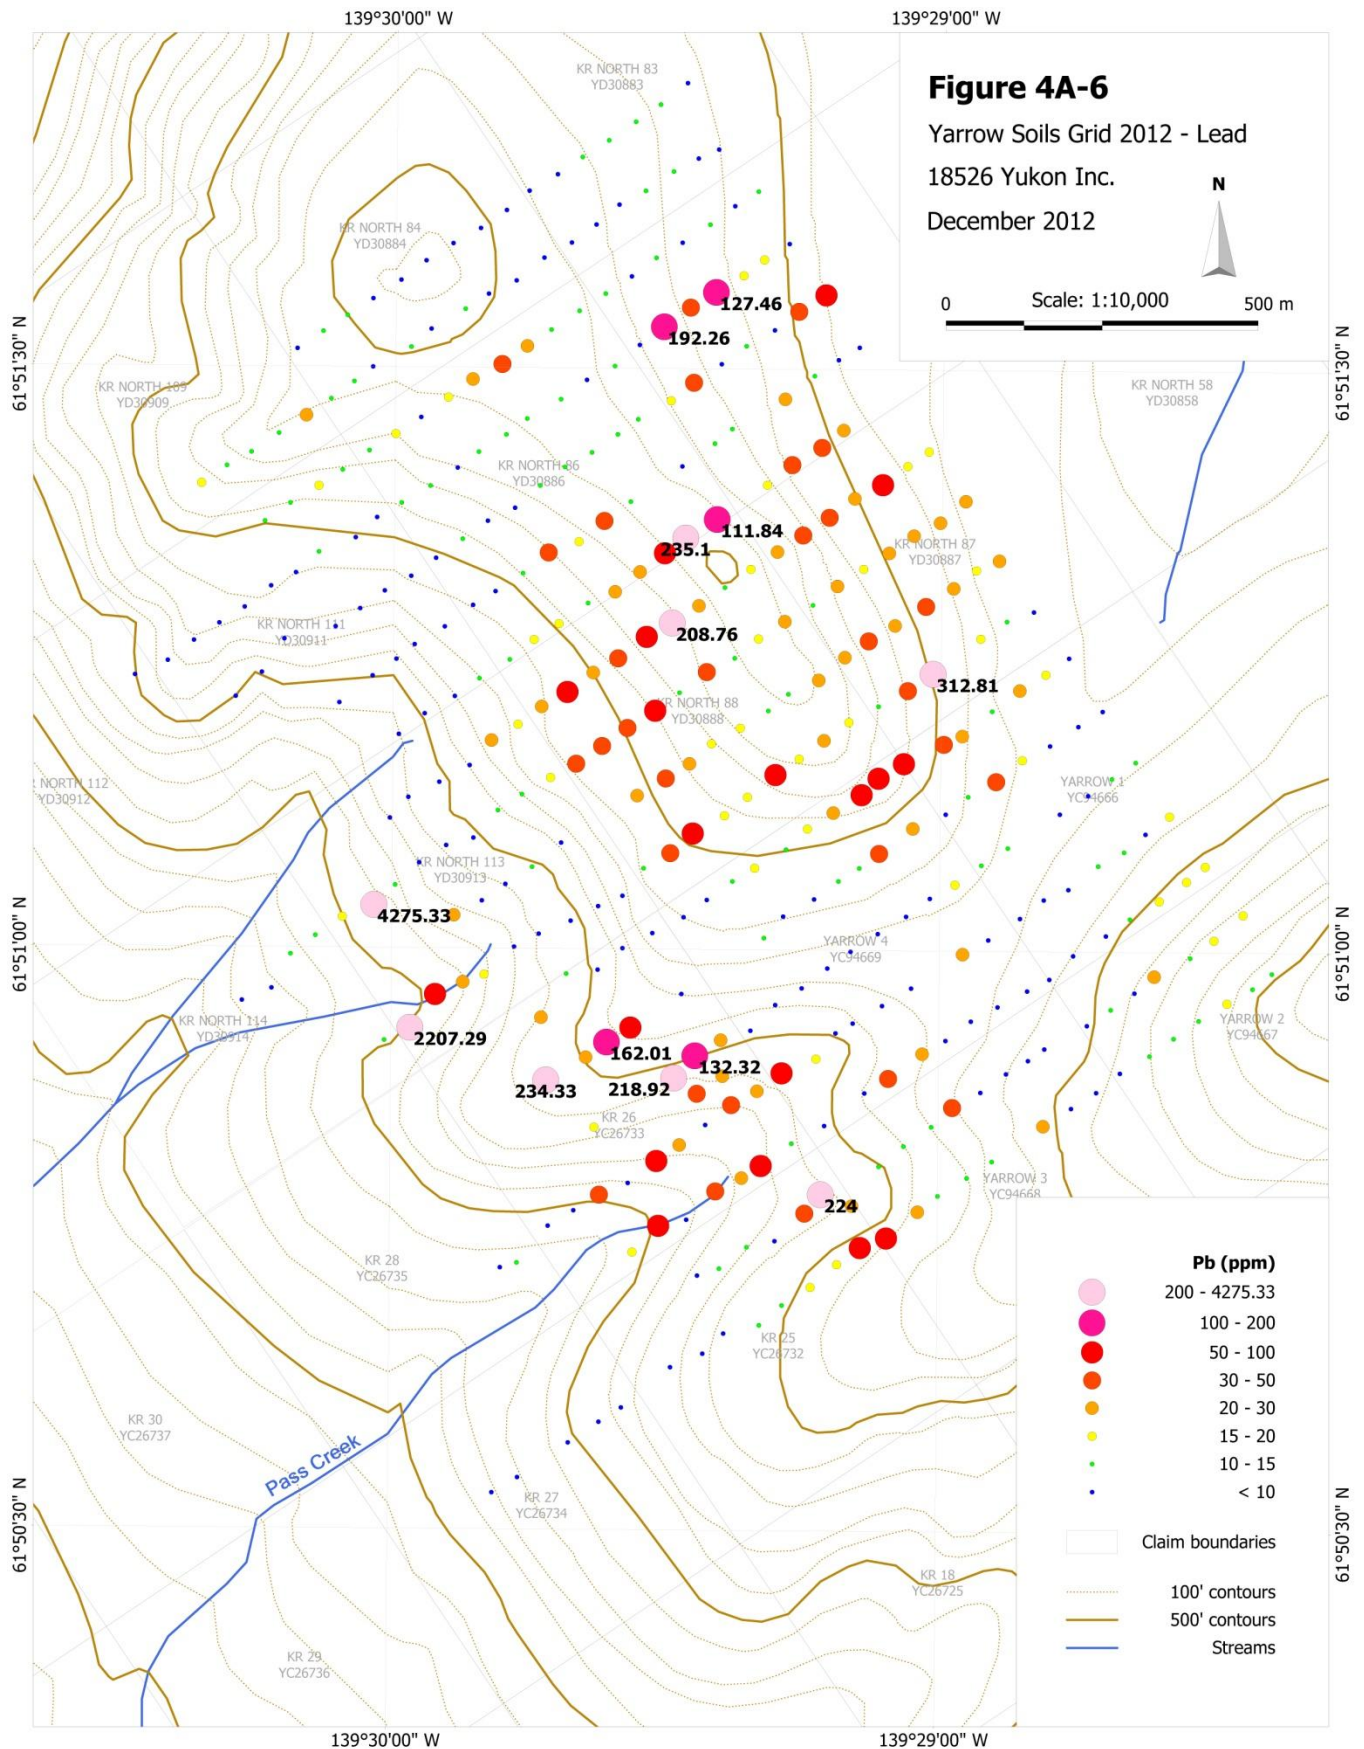 139°30'00" W
139°29'00" W
Figure 4A-6
Yarrow Soils Grid 2012 - Lead
18526 Yukon Inc.
December 2012
N
0
Scale: 1:10,000
500 m
61°51'30" N
61°51'30" N
KR NORTH 83
YD30883
KR NORTH 84
YD30884
127.46
192.26
KR NORTH 109
YD30909
KR NORTH 58
YD30858
KR NORTH 86
YD30886
111.84
235.1
KR NORTH 87
YD30887
KR NORTH 111
YD30911
208.76
312.81
KR NORTH 88
YD30888
NORTH 112
YD30912
YARROW 1
YC94666
KR NORTH 113
YD30913
4275.33
61°51'00" N
61°51'00" N
YARROW 4
YC94669
KR NORTH 114
YD30914
2207.29
YARROW 2
YC94667
162.01
132.32
234.33
218.92
KR 26
YC26733
YARROW 3
YC94668
224
KR 28
YC26735
KR 25
YC26732
KR 30
YC26737
Pass Creek
KR 27
YC26734
61°50'30" N
61°50'30" N
KR 18
YC26725
KR 29
YC26736
Pb (ppm)
200 - 4275.33
100 - 200
50 - 100
30 - 50
20 - 30
15 - 20
10 - 15
< 10
Claim boundaries
100' contours
500' contours
Streams
139°30'00" W
139°29'00" W